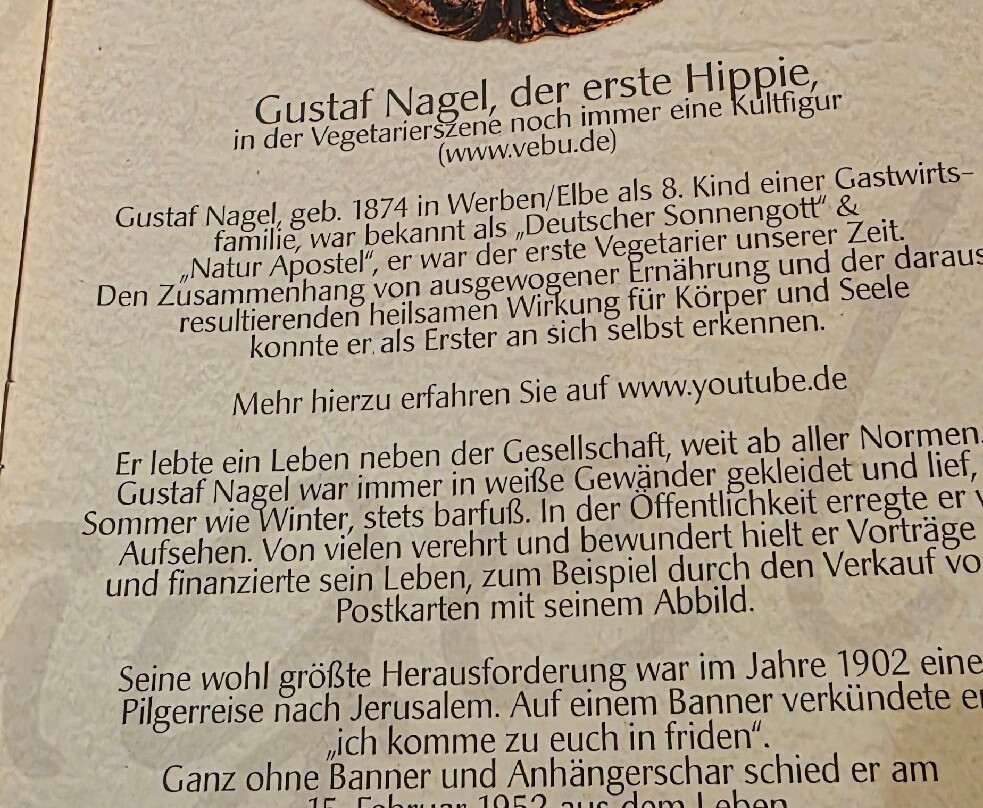 Gustaf Nagel, der erste Hippie,
in der Vegetarierszene noch immer eine Kultfigur
(www.vebu.de)
Gustaf Nagel, geb. 1874 in Werben/Elbe als 8. Kind einer Gastwirts-
familie, war bekannt als „Deutscher Sonnengott" &
„Natur Apostel", er war der erste Vegetarier unserer Zeit.
Den Zusammenhang von ausgewogener Ernährung und der daraus
resultierenden heilsamen Wirkung für Körper und Seele
konnte er als Erster an sich selbst erkennen.
Mehr hierzu erfahren Sie auf www.youtube.de
Er lebte ein Leben neben der Gesellschaft, weit ab aller Normen.
Gustaf Nagel war immer in weiße Gewänder gekleidet und lief,
Sommer wie Winter, stets barfuß. In der Öffentlichkeit erregte er
Aufsehen. Von vielen verehrt und bewundert hielt er Vorträge
und finanzierte sein Leben, zum Beispiel durch den Verkauf vo
Postkarten mit seinem Abbild.
Seine wohl größte Herausforderung war im Jahre 1902 eine
Pilgerreise nach Jerusalem. Auf einem Banner verkündete e
„ich komme zu euch in friden".
Ganz ohne Banner und Anhängerschar schied er am
15. Februar 1952 aus dem Leben